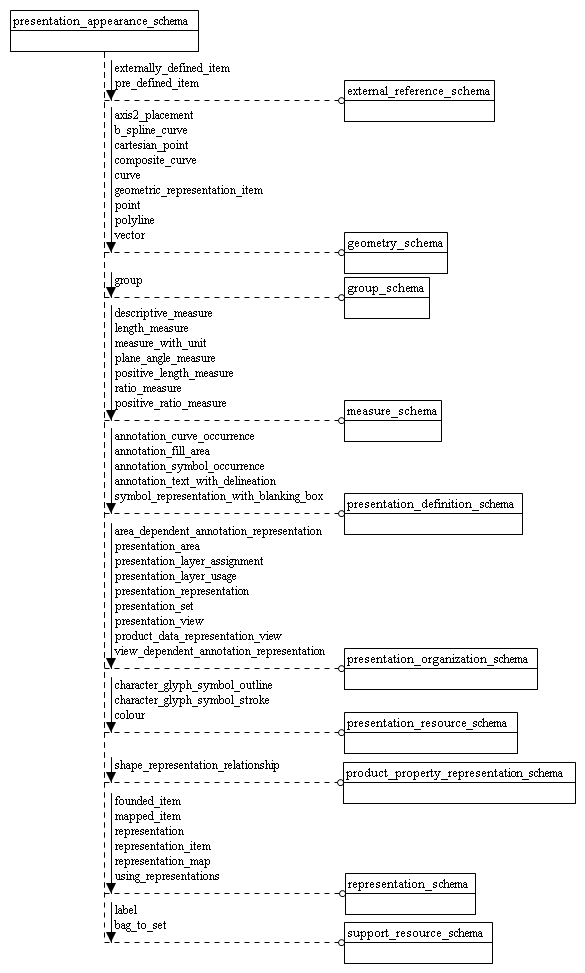 presentation_appearance_schema
externally_defined_item
pre_defined_item
external_reference_schema
axis2_placement
b_spline_curve
cartesian_point
composite_curve
curve
geometric_representation_item
point
polyline
vector
geometry_schema
group
group_schema
descriptive_measure
length_measure
measure_with_unit
plane_angle_measure
positive_length_measure
ratio_measure
positive_ratio_measure
measure_schema
annotation_curve_occurrence
annotation_fill_area
annotation_symbol_occurrence
annotation_text_with_delineation
symbol_representation_with_blanking_box
presentation_definition_schema
area_dependent_annotation_representation
presentation_area
presentation_layer_assignment
presentation_layer_usage
presentation_representation
presentation_set
presentation_view
product_data_representation_view
view_dependent_annotation_representation
presentation_organization_schema
character_glyph_symbol_outline
character_glyph_symbol_stroke
colour
presentation_resource_schema
shape_representation_relationship
product_property_representation_schema
founded_item
mapped_item
representation
representation_item
representation_map
using_representations
representation_schema
label
bag_to_set
support_resource_schema